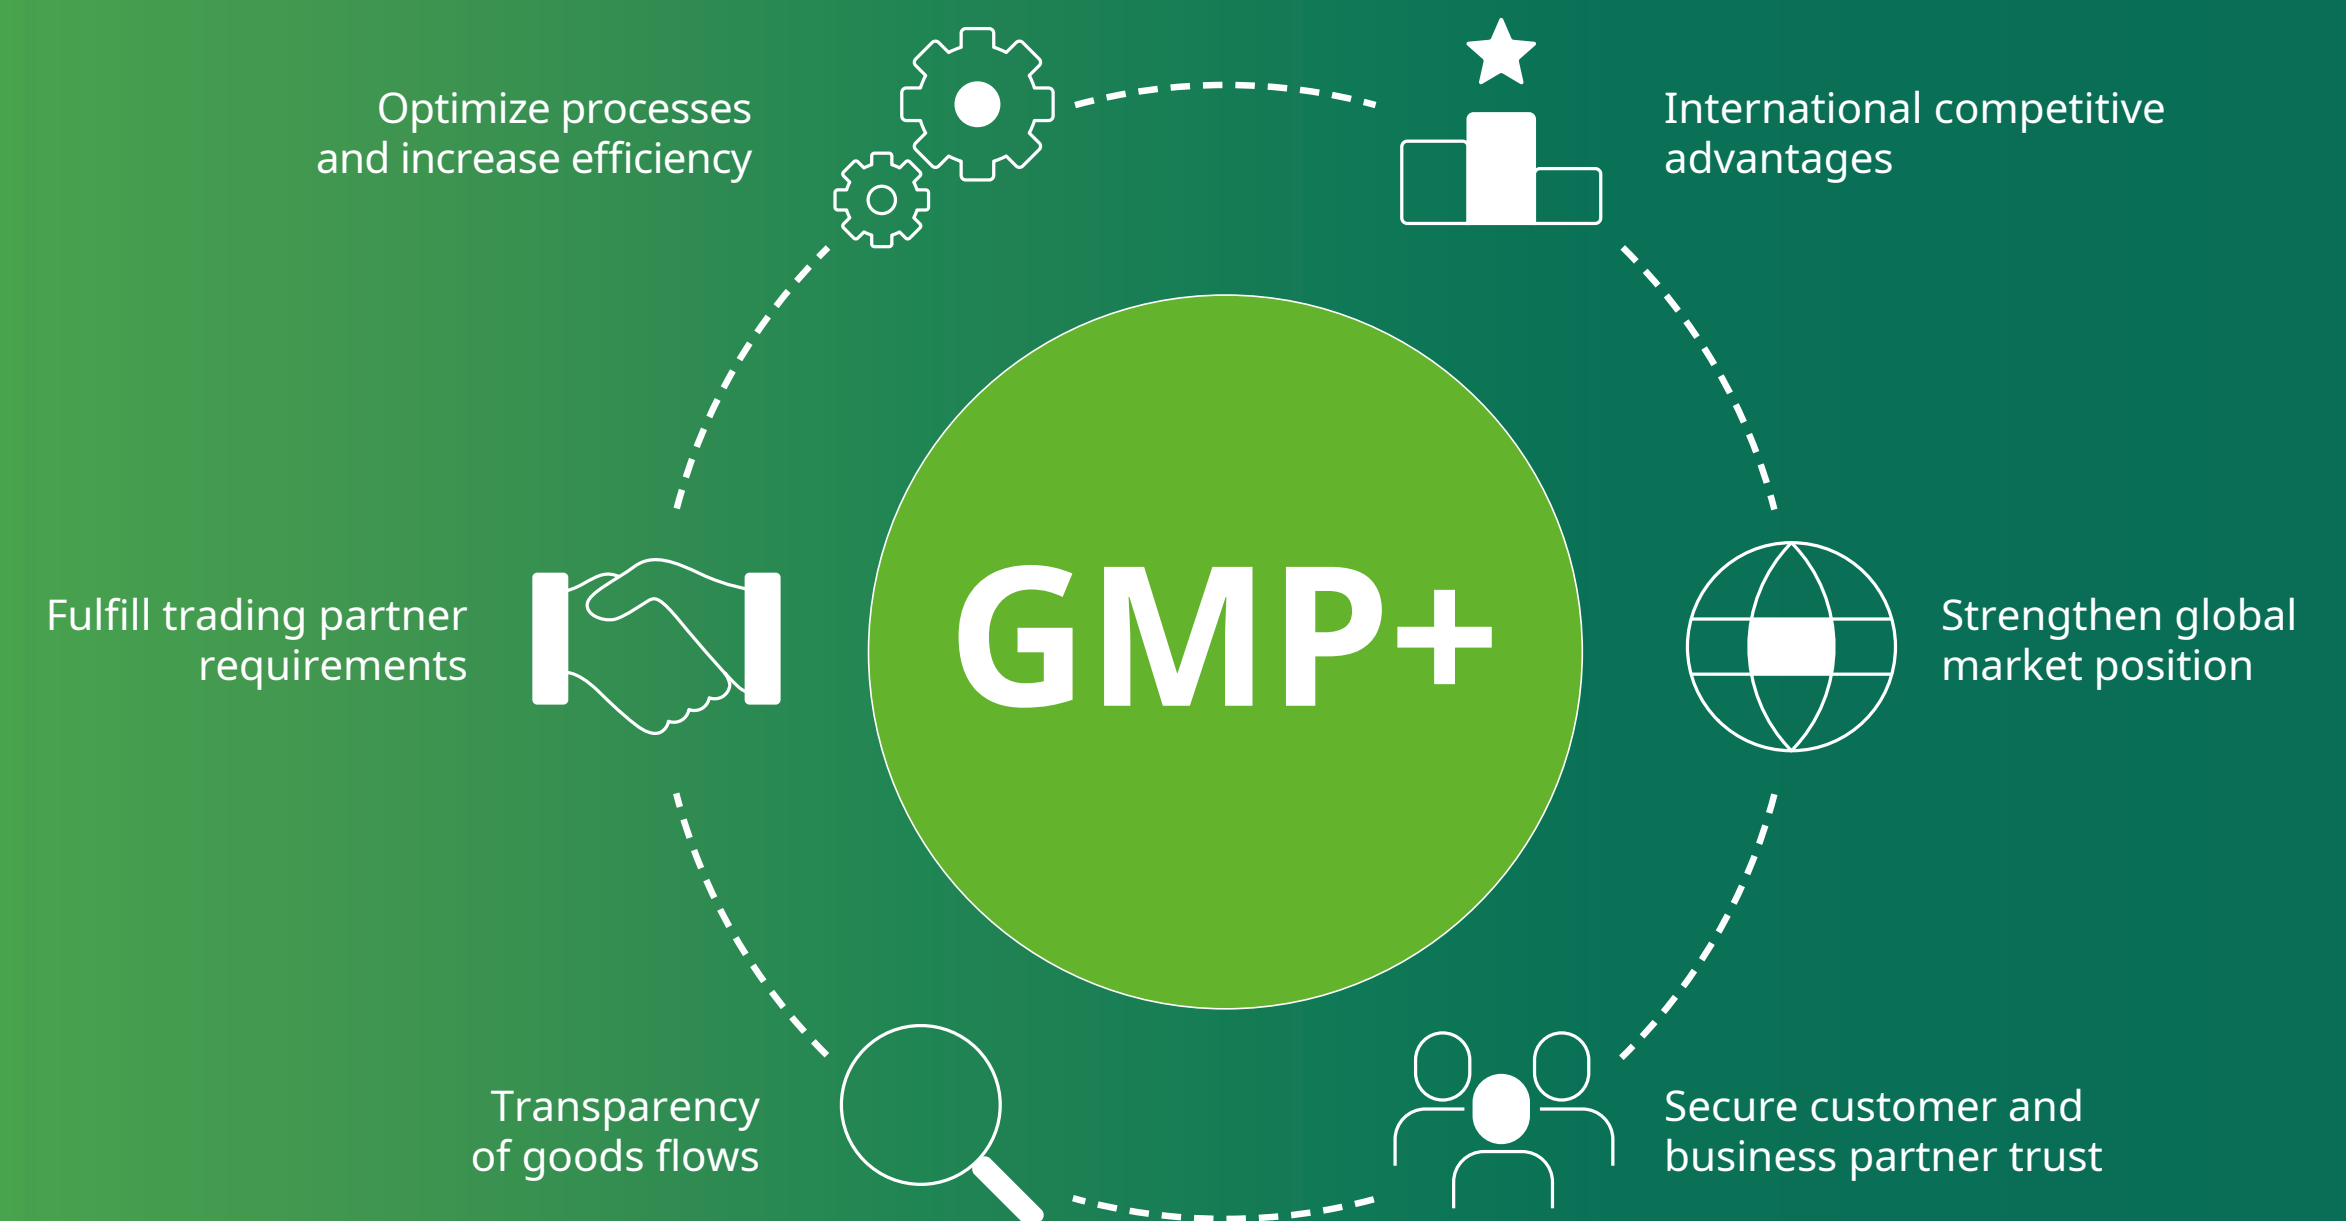 Optimize processes
and increase efficiency
International competitive
advantages
Fulfill trading partner
requirements
GMP+
Strengthen global
market position
Transparency
of goods flows
Secure customer and
business partner trust